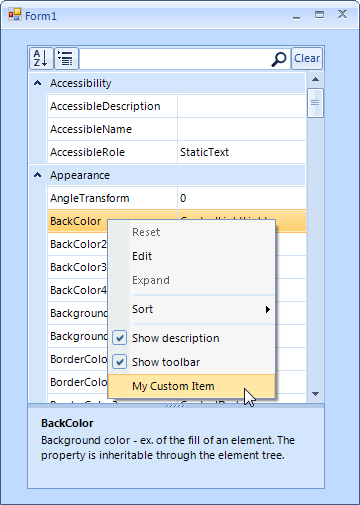 Form1
A Z Clear
Accessibility
AccessibleDescription
AccessibleName
AccessibleRole StaticText
Appearance
AngleTransform 0
BackColor
BackColor2
BackColor3
BackColor4
Background
Background
BorderColo
BorderColo
Reset
Edit
Expand
Sort
Show description
Show toolbar
My Custom Item
BackColor
Background color - ex. of the fill of an element. The
property is inheritable through the element tree.